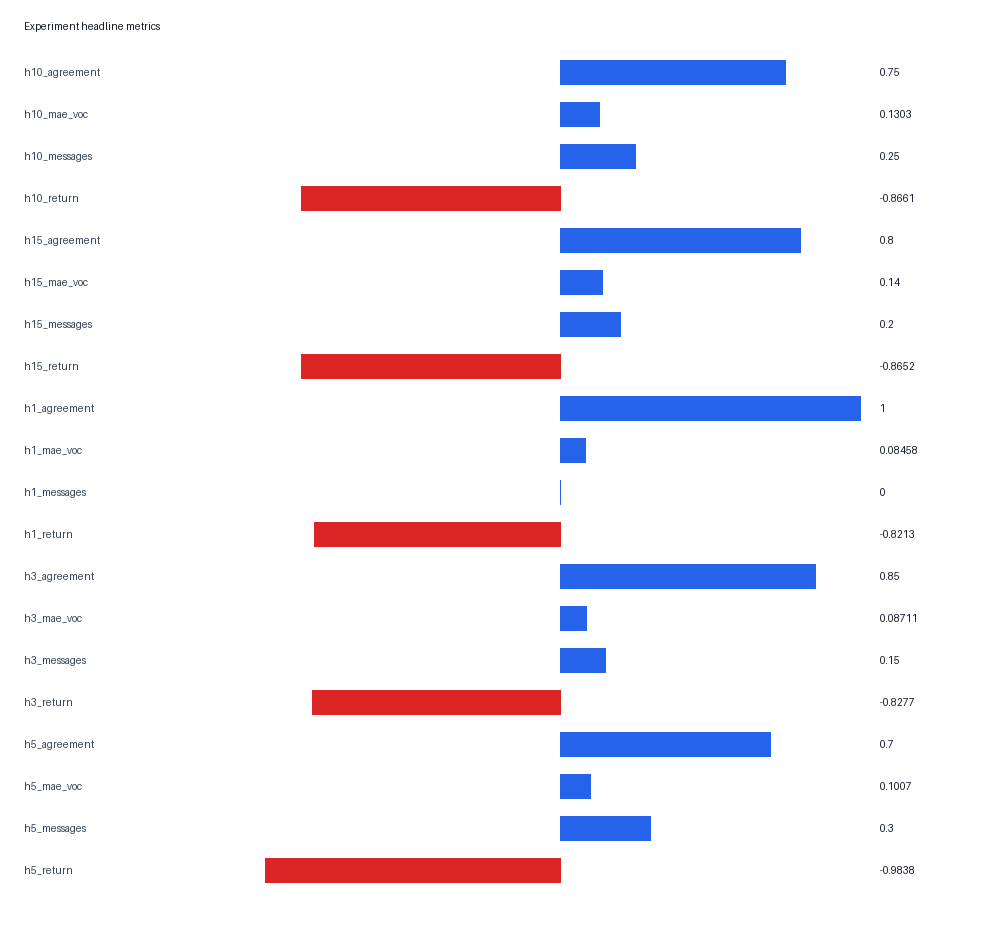 Experiment headline metrics
h10_agreement 0.75
h10_mae_voc 0.1303
h10_messages 0.25
h10_return -0.8661
h15_agreement 0.8
h15_mae_voc 0.14
h15_messages 0.2
h15_return -0.8652
h1_agreement 1
h1_mae_voc 0.08458
h1_messages 0
h1_return -0.8213
h3_agreement 0.85
h3_mae_voc 0.08711
h3_messages 0.15
h3_return -0.8277
h5_agreement 0.7
h5_mae_voc 0.1007
h5_messages 0.3
h5_return -0.9838